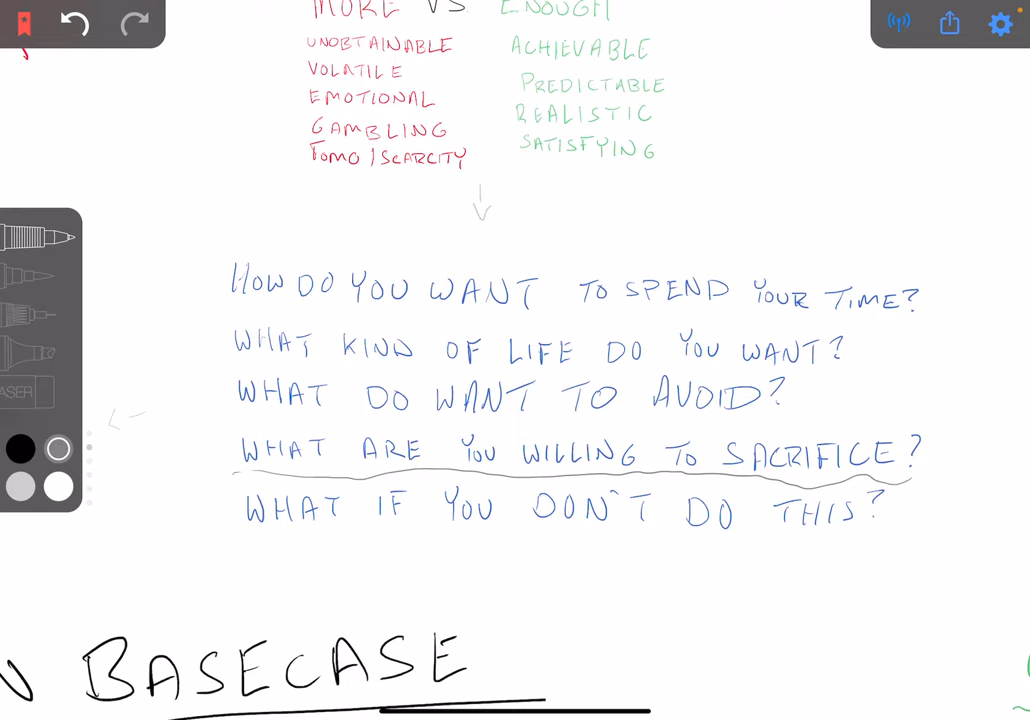 MORE VS ENOUGH
UNOBTAINABLE
VOLATILE
EMOTIONAL
GAMBLING
FOMO / SCARCITY
ACHIEVABLE
PREDICTABLE
REALISTIC
SATISFYING
HOW DO YOU WANT TO SPEND YOUR TIME?
WHAT KIND OF LIFE DO YOU WANT?
WHAT DO WANT TO AVOID?
WHAT ARE YOU WILLING TO SACRIFICE?
WHAT IF YOU DON'T DO THIS?
BASECASE